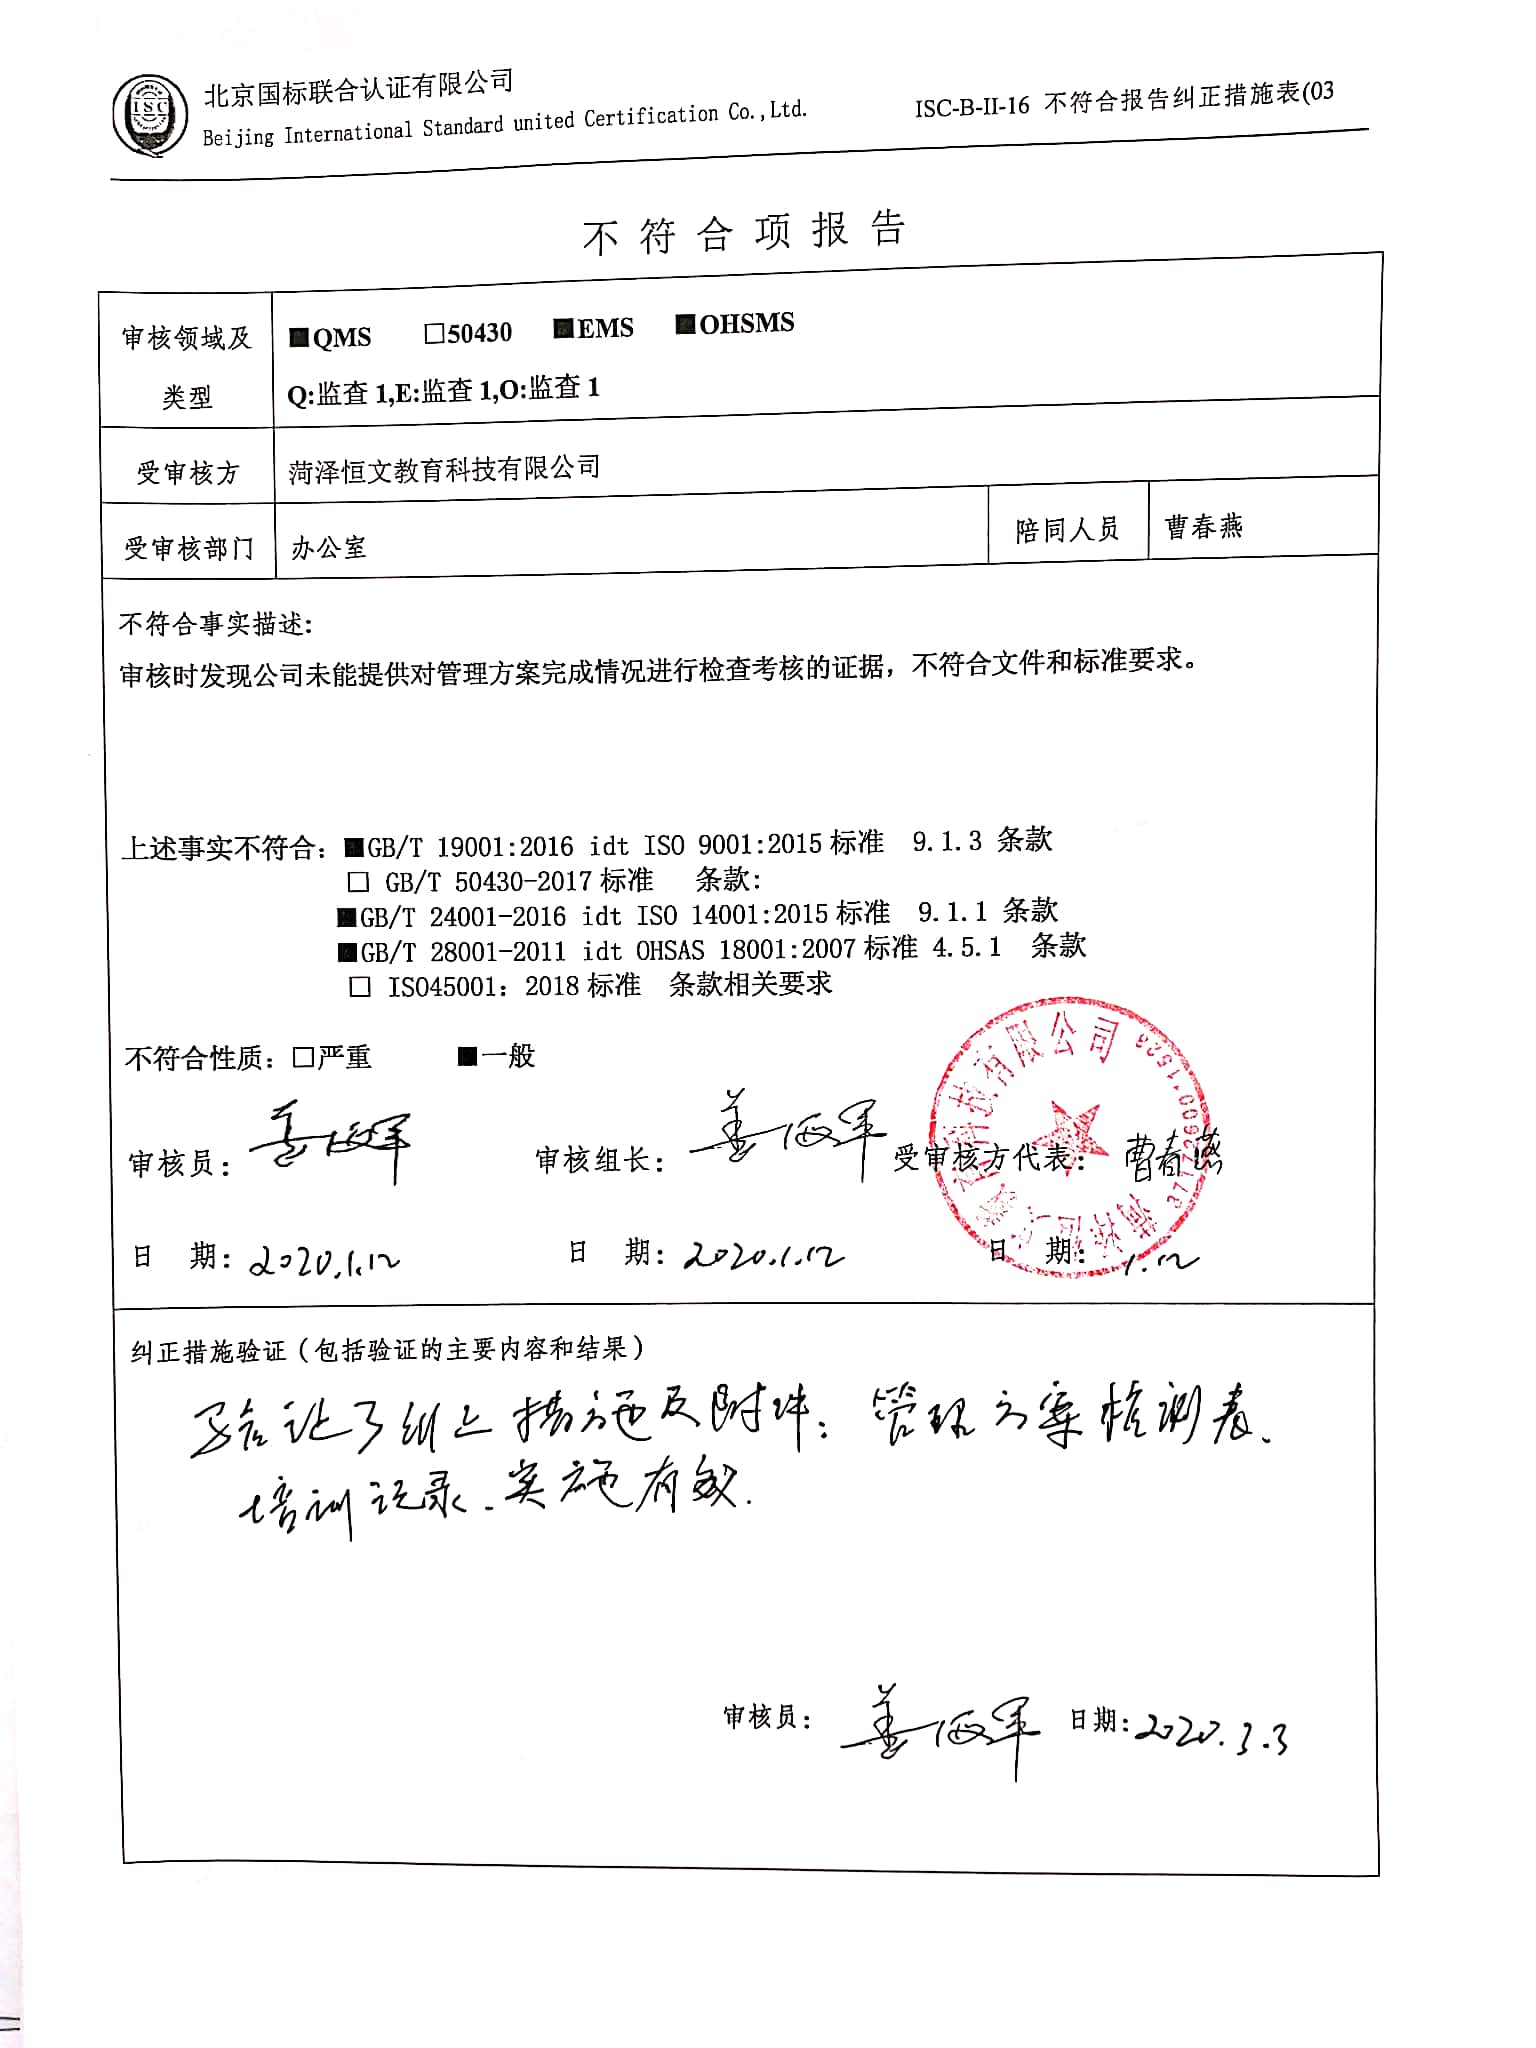 ISC
北京国标联合认证有限公司
Beijing International Standard united Certification Co.,Ltd.
ISC-B-II-16 不符合报告纠正措施表(03
不符合项报告
审核领域及类型
■QMS □50430 ■EMS ■OHSMS
Q:监查 1,E:监查 1,O:监查 1
受审核方 菏泽恒文教育科技有限公司
受审核部门 办公室 陪同人员 曹春燕
不符合事实描述:
审核时发现公司未能提供对管理方案完成情况进行检查考核的证据，不符合文件和标准要求。
上述事实不符合: ■GB/T 19001:2016 idt ISO 9001:2015 标准 9.1.3 条款
□ GB/T 50430-2017 标准 条款:
■GB/T 24001-2016 idt ISO 14001:2015 标准 9.1.1 条款
■GB/T 28001-2011 idt OHSAS 18001:2007 标准 4.5.1 条款
□ ISO45001: 2018 标准 条款相关要求
不符合性质: □严重 ■一般
审核员: 姜海军 审核组长: 姜海军 受审核方代表: 曹春燕
日 期: 2020.1.12 日 期: 2020.1.12 日 期: 1.12
纠正措施验证（包括验证的主要内容和结果）
验证了纠正措施及附件: 管理方案检测表、
培训记录、实施有效.
审核员: 姜海军 日期: 2020.3.3